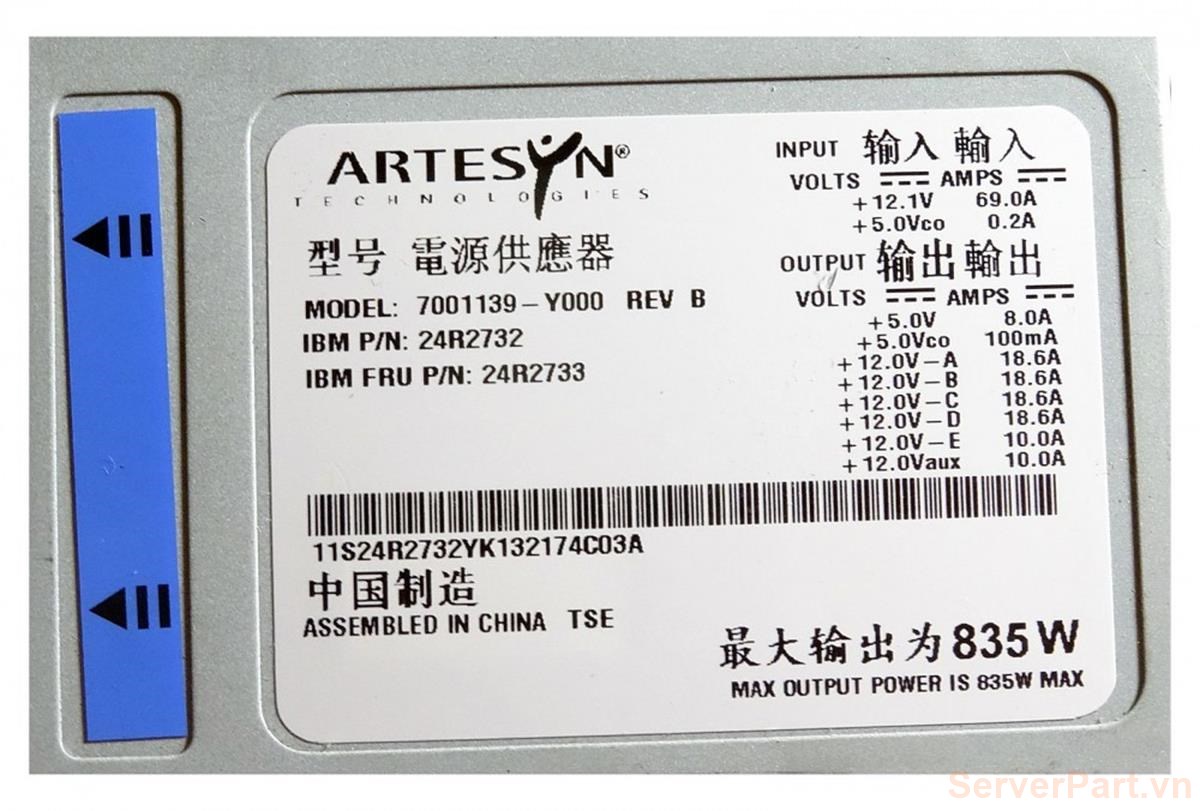 ARTESYN®
TECHNOLOGIES
型号 電源供應器
MODEL: 7001139-Y000 REV B
IBM P/N: 24R2732
IBM FRU P/N: 24R2733
INPUT 输入 輸入
VOLTS AMPS
+12.1V 69.0A
+5.0Vco 0.2A
OUTPUT 输出 輸出
VOLTS AMPS
+5.0V 8.0A
+5.0Vco 100mA
+12.0V-A 18.6A
+12.0V-B 18.6A
+12.0V-C 18.6A
+12.0V-D 18.6A
+12.0V-E 10.0A
+12.0Vaux 10.0A
11S24R2732YK132174C03A
中国制造
ASSEMBLED IN CHINA TSE
最大输出为 835W
MAX OUTPUT POWER IS 835W MAX
ServerPart.vn